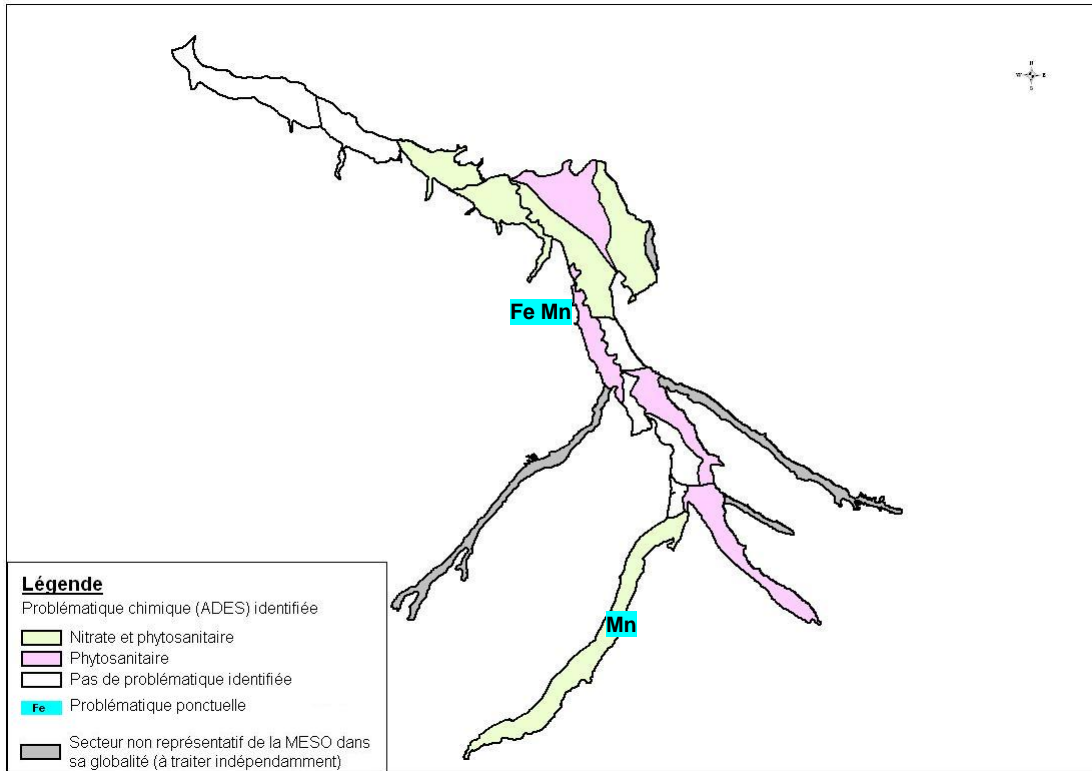 N
W E
S
Fe Mn
Mn
Légende
Problématique chimique (ADES) identifiée
Nitrate et phytosanitaire
Phytosanitaire
Pas de problématique identifiée
Fe Problématique ponctuelle
Secteur non représentatif de la MESO dans
sa globalité (à traiter indépendamment)